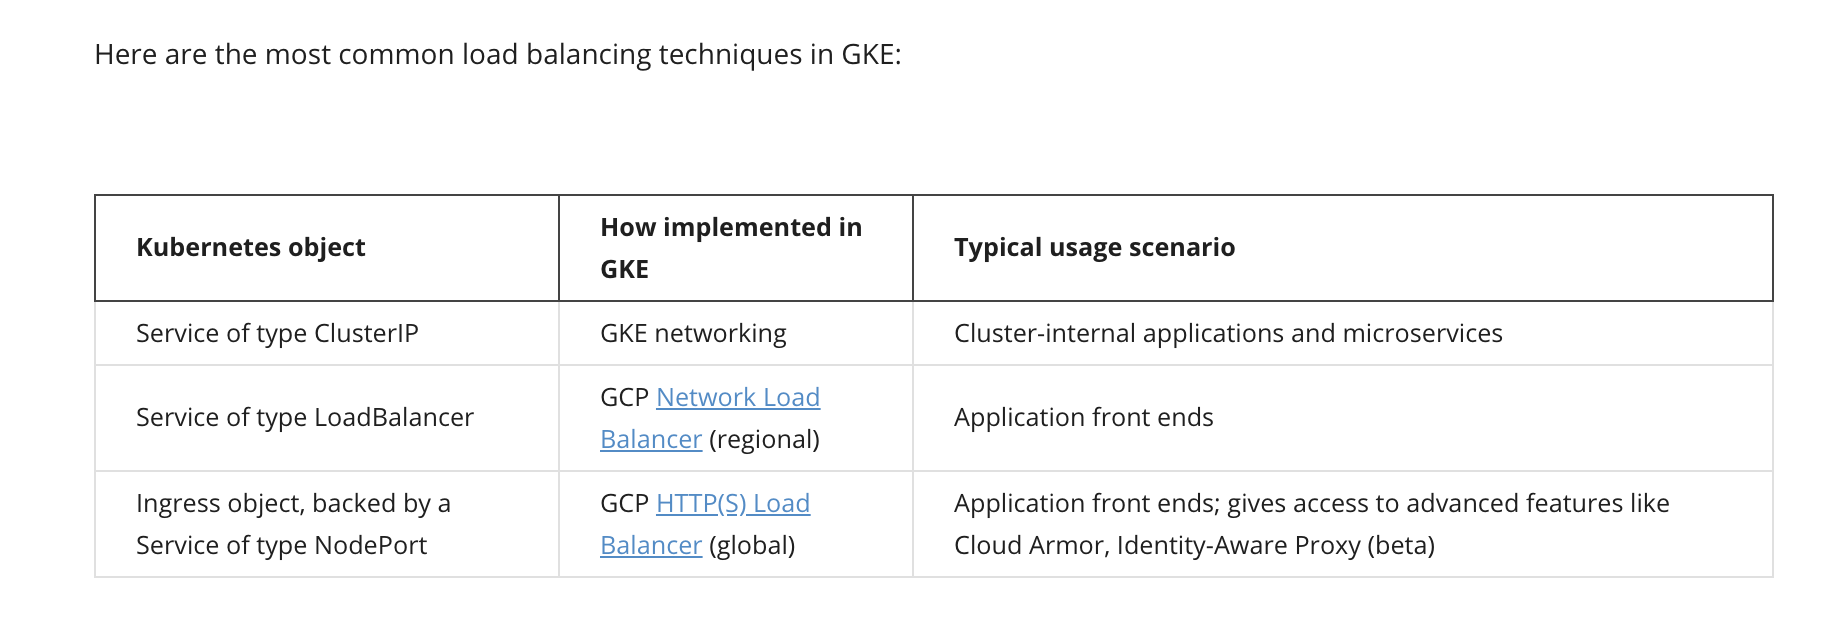 Here are the most common load balancing techniques in GKE:
Kubernetes object
How implemented in
GKE
Typical usage scenario
Service of type ClusterIP
GKE networking
Cluster-internal applications and microservices
Service of type LoadBalancer
GCP Network Load
Balancer (regional)
Application front ends
Ingress object, backed by a
Service of type NodePort
GCP HTTP(S) Load
Balancer (global)
Application front ends; gives access to advanced features like
Cloud Armor, Identity-Aware Proxy (beta)